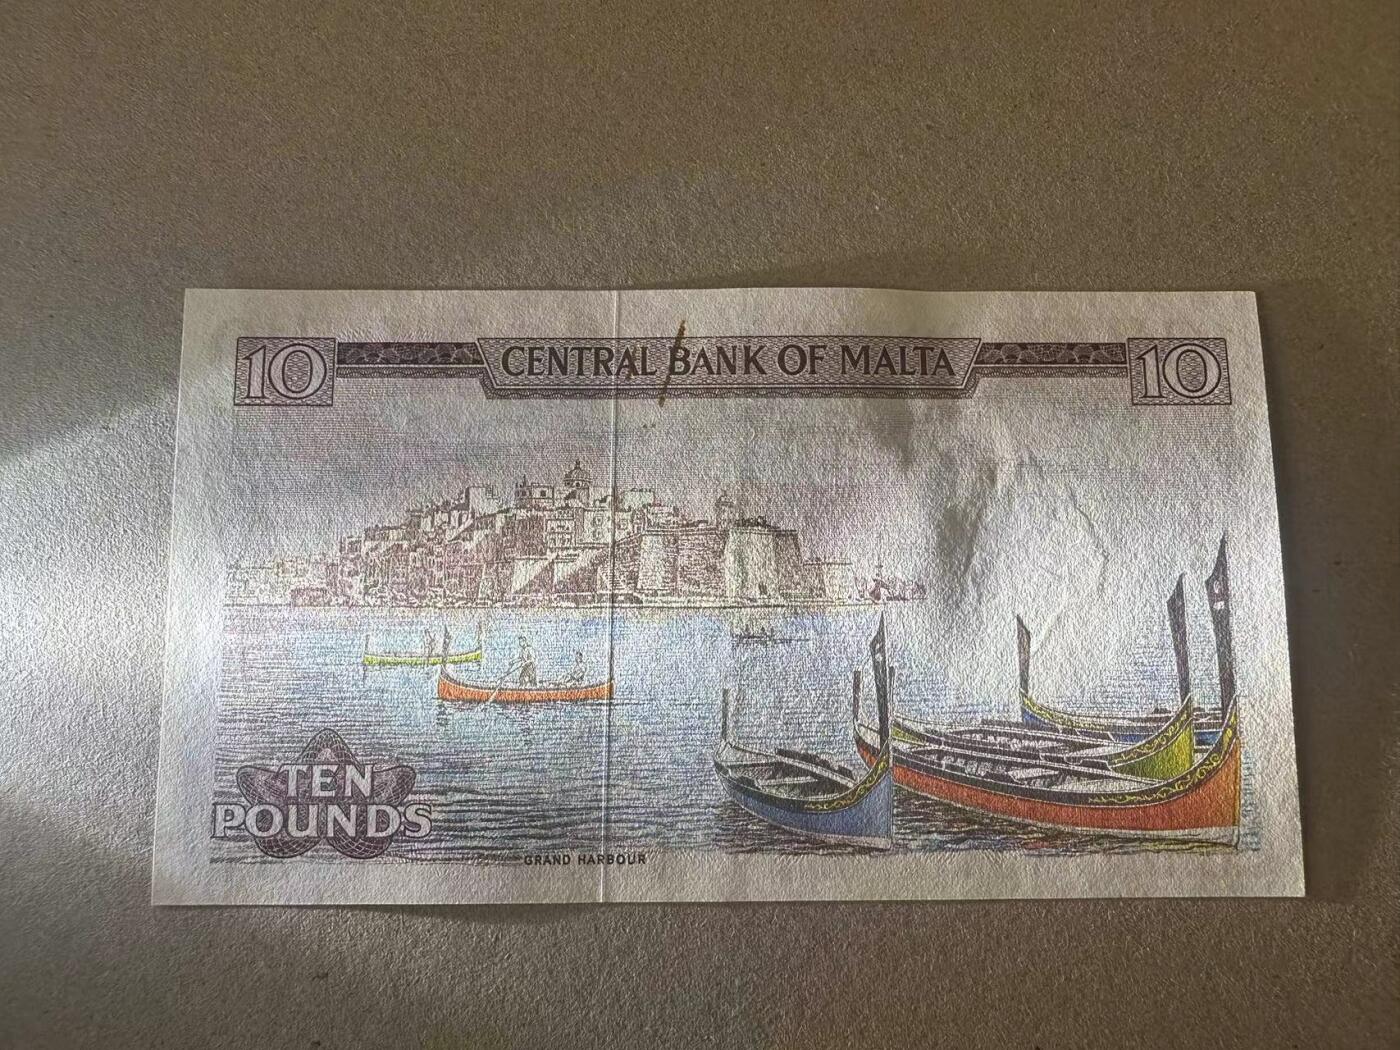 10 CENTRAL BANK OF MALTA 10
TEN
POUNDS
GRAND HARBOUR